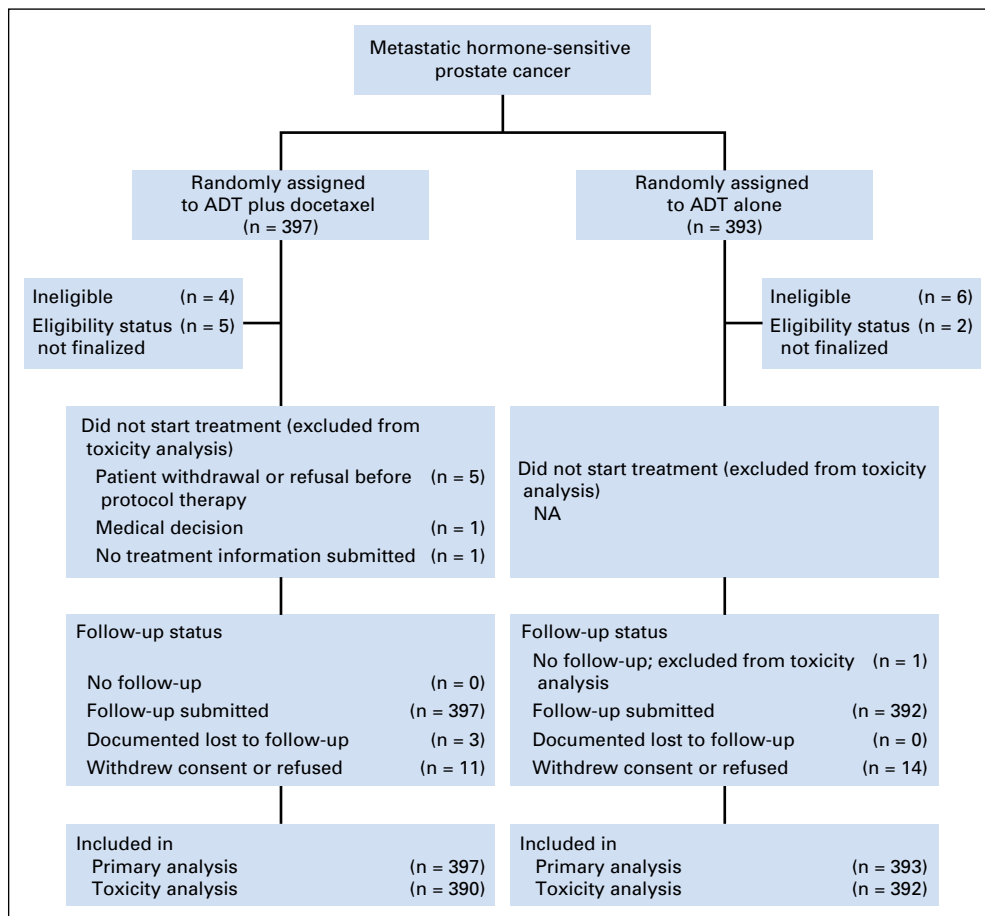 Metastatic hormone-sensitive
prostate cancer
Randomly assigned
to ADT plus docetaxel
(n = 397)
Randomly assigned
to ADT alone
(n = 393)
Ineligible (n = 4)
Eligibility status (n = 5)
not finalized
Ineligible (n = 6)
Eligibility status (n = 2)
not finalized
Did not start treatment (excluded from
toxicity analysis)
Patient withdrawal or refusal before (n = 5)
protocol therapy
Medical decision (n = 1)
No treatment information submitted (n = 1)
Did not start treatment (excluded from toxicity
analysis)
NA
Follow-up status
No follow-up (n = 0)
Follow-up submitted (n = 397)
Documented lost to follow-up (n = 3)
Withdrew consent or refused (n = 11)
Follow-up status
No follow-up; excluded from toxicity (n = 1)
analysis
Follow-up submitted (n = 392)
Documented lost to follow-up (n = 0)
Withdrew consent or refused (n = 14)
Included in
Primary analysis (n = 397)
Toxicity analysis (n = 390)
Included in
Primary analysis (n = 393)
Toxicity analysis (n = 392)